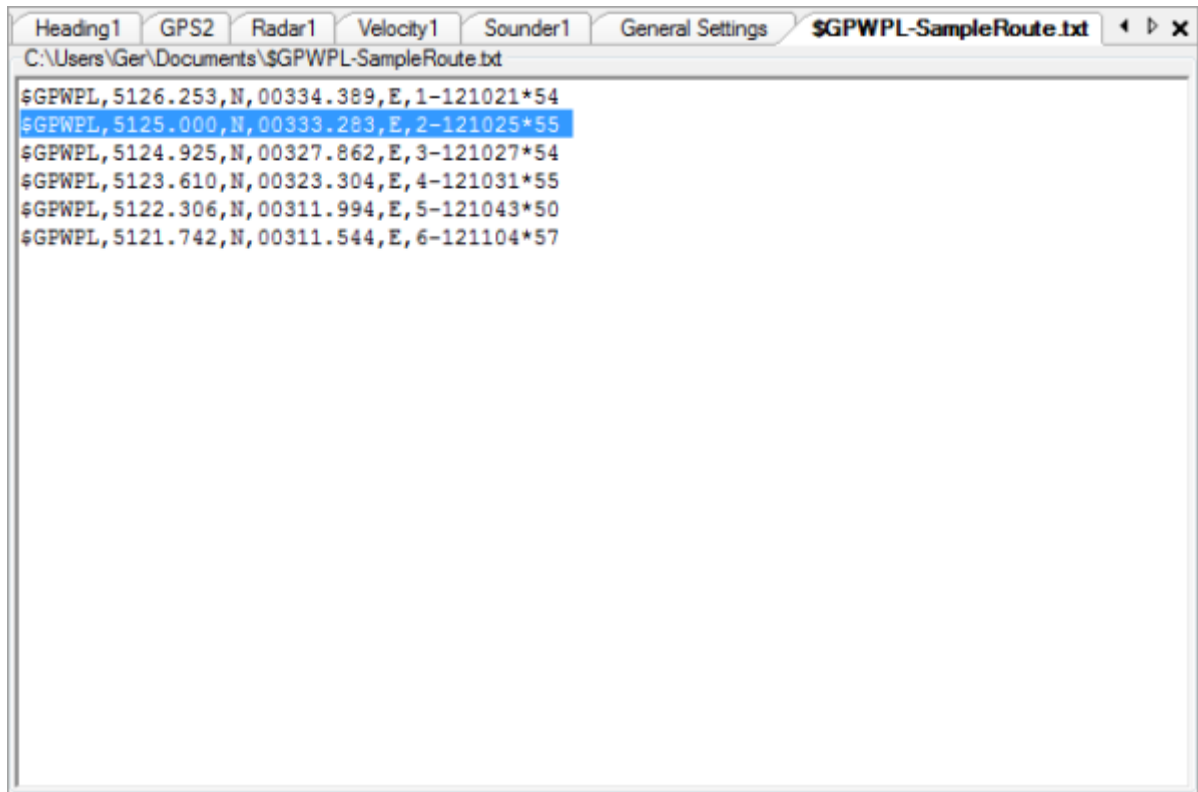 Heading1 GPS2 Radar1 Velocity1 Sounder1 General Settings $GPWPL-SampleRoute.txt
C:\Users\Ger\Documents\$GPWPL-SampleRoute.txt
$GPWPL,5126.253,N,00334.389,E,1-121021*54
$GPWPL,5125.000,N,00333.283,E,2-121025*55
$GPWPL,5124.925,N,00327.862,E,3-121027*54
$GPWPL,5123.610,N,00323.304,E,4-121031*55
$GPWPL,5122.306,N,00311.994,E,5-121043*50
$GPWPL,5121.742,N,00311.544,E,6-121104*57